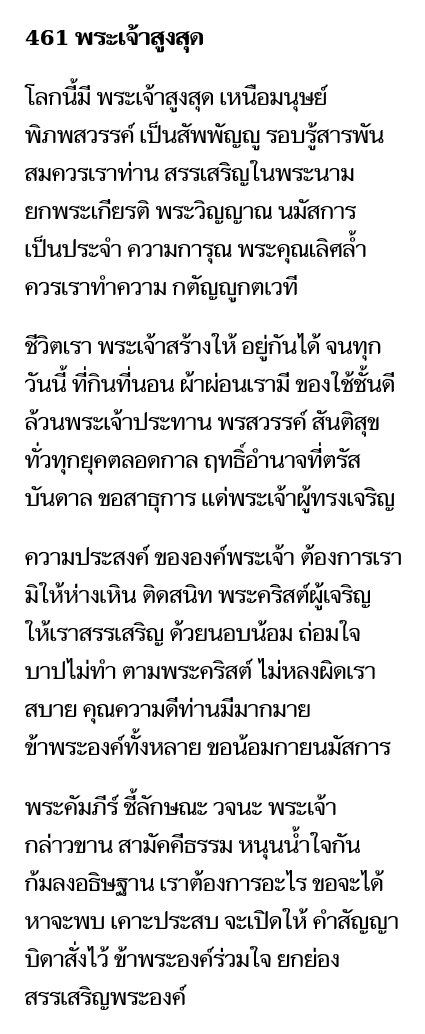 461 พระเจ้าสูงสุด
โลกนี้มี พระเจ้าสูงสุด เหนือมนุษย์
พิภพสวรรค์ เป็นสัพพัญญู รอบรู้สารพัน
สมควรเราท่าน สรรเสริญในพระนาม
ยกพระเกียรติ พระวิญญาณ นมัสการ
เป็นประจำ ความการุณ พระคุณเลิศล้ำ
ควรเราทำความ กตัญญูกตเวที
ชีวิตเรา พระเจ้าสร้างให้ อยู่กันได้ จนทุก
วันนี้ ที่กินที่นอน ผ้าผ่อนเรามี ของใช้ชั้นดี
ล้วนพระเจ้าประทาน พรสวรรค์ สันติสุข
ทั่วทุกยุคตลอดกาล ฤทธิ์อำนาจที่ตรัส
บันดาล ขอสาธุการ แด่พระเจ้าผู้ทรงเจริญ
ความประสงค์ ขององค์พระเจ้า ต้องการเรา
มิให้ห่างเหิน ติดสนิท พระคริสต์ผู้เจริญ
ให้เราสรรเสริญ ด้วยนอบน้อม ถ่อมใจ
บาปไม่ทำ ตามพระคริสต์ ไม่หลงผิดเรา
สบาย คุณความดีท่านมีมากมาย
ข้าพระองค์ทั้งหลาย ขอน้อมกายนมัสการ
พระคัมภีร์ ชี้ลักษณะ วจนะ พระเจ้า
กล่าวขาน สามัคคีธรรม หนุนน้ำใจกัน
ก้มลงอธิษฐาน เราต้องการอะไร ขอจะได้
หาจะพบ เคาะประสบ จะเปิดให้ คำสัญญา
บิดาสั่งไว้ ข้าพระองค์ร่วมใจ ยกย่อง
สรรเสริญพระองค์